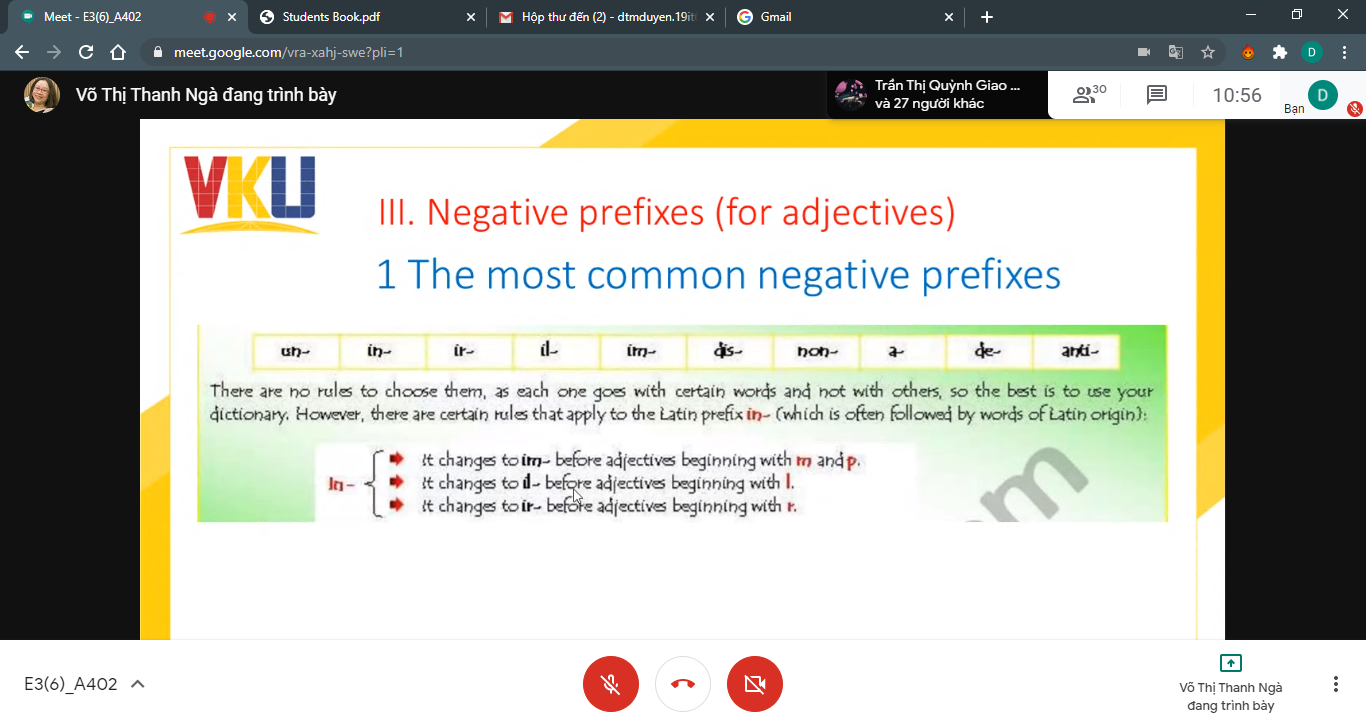 Meet - E3(6)_A402
Students Book.pdf
Hộp thư đến (2) - dtmduyen.19it
Gmail
meet.google.com/vra-xahj-swe?pli=1
D
Võ Thị Thanh Ngà đang trình bày
Trần Thị Quỳnh Giao ...
và 27 người khác
30
10:56
Bạn
D
VKU
III. Negative prefixes (for adjectives)
1 The most common negative prefixes
un- in- ir- il- im- dis- non- a- de- anti-
There are no rules to choose them, as each one goes with certain words and not with others, so the best is to use your
dictionary. However, there are certain rules that apply to the Latin prefix in- (which is often followed by words of Latin origin):
In-
It changes to im- before adjectives beginning with m and p.
It changes to il- before adjectives beginning with l.
It changes to ir- before adjectives beginning with r.
om
E3(6)_A402
Võ Thị Thanh Ngà
đang trình bày